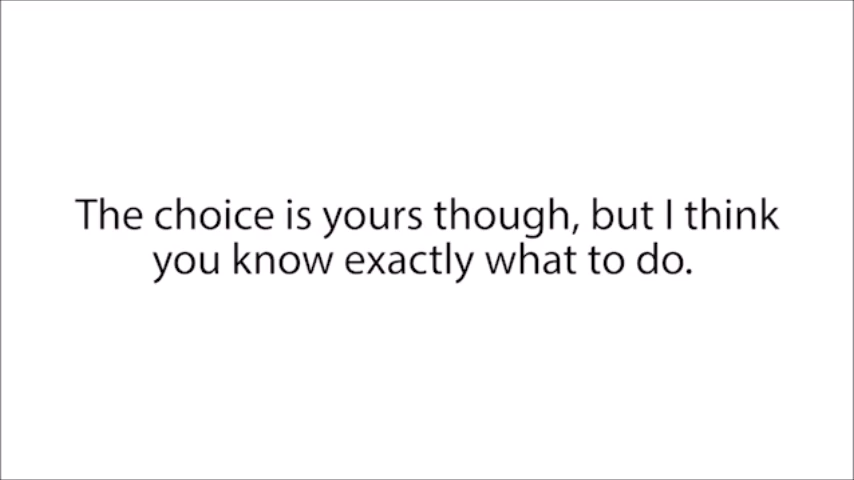 The choice is yours though, but I think
you know exactly what to do.